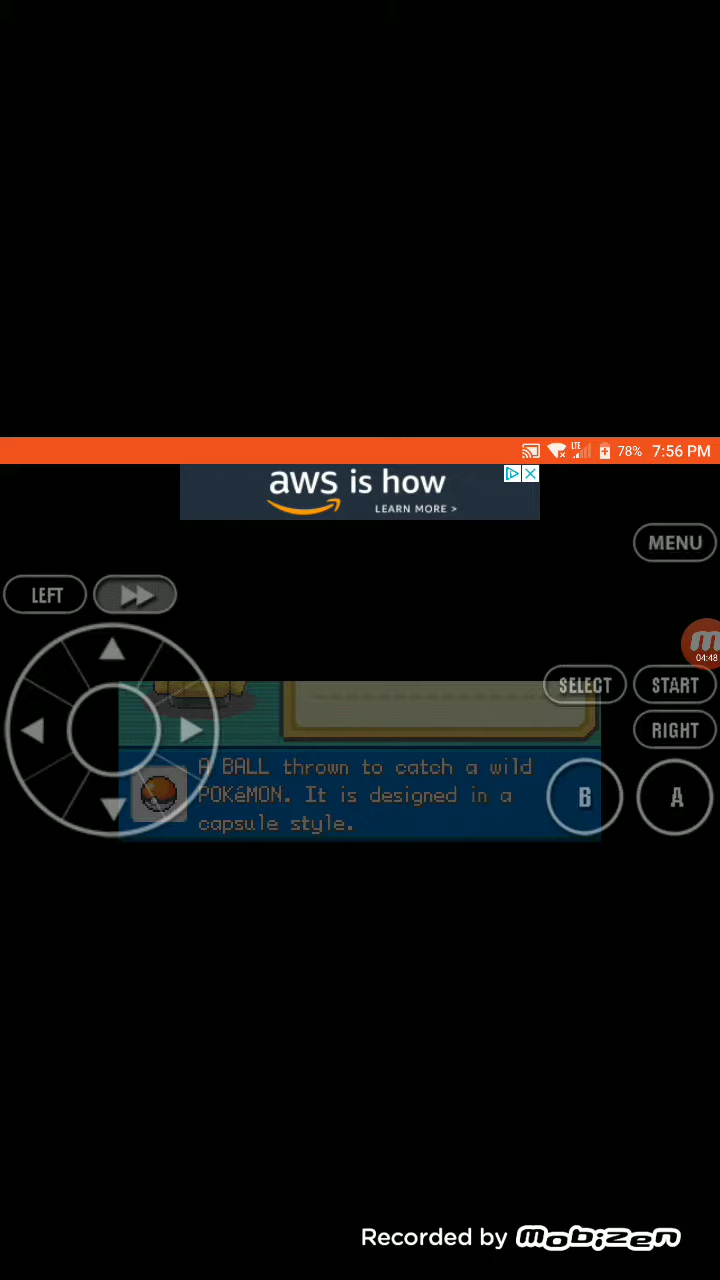 LTE 78% 7:56 PM
aws is how
LEARN MORE >
MENU
LEFT
04:48
SELECT START
RIGHT
A BALL thrown to catch a wild
POKéMON. It is designed in a
capsule style.
B A
Recorded by mobizen